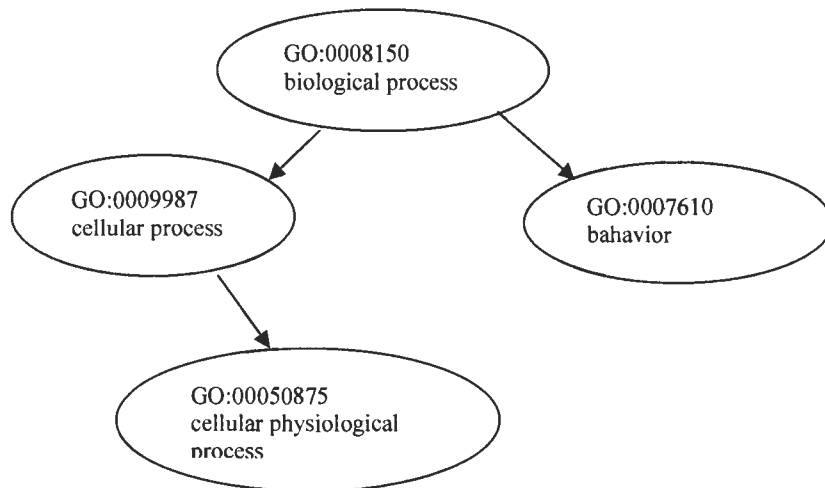 GO:0008150
biological process
GO:0009987
cellular process
GO:0007610
bahavior
GO:00050875
cellular physiological
process